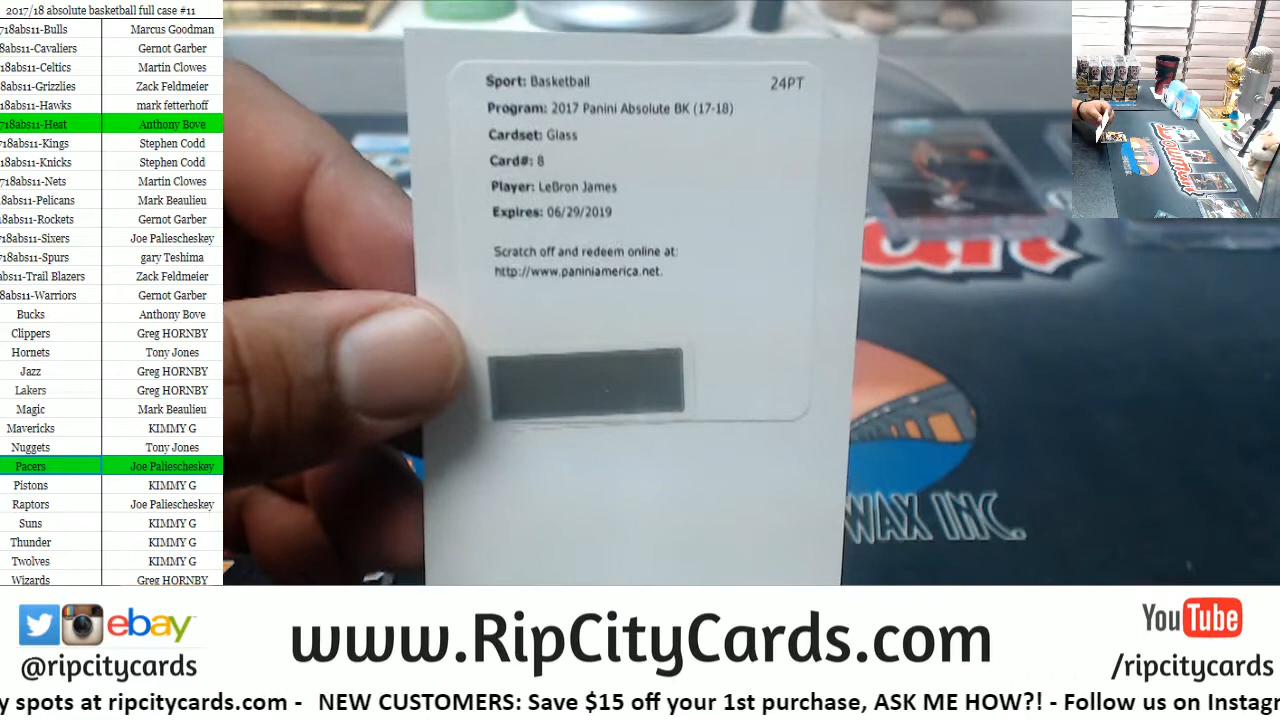 2017/18 absolute basketball full case #11
718abs11-Bulls Marcus Goodman
8abs11-Cavaliers Gernot Garber
18abs11-Celtics Martin Clowes
8abs11-Grizzlies Zack Feldmeier
718abs11-Hawks mark fetterhoff
718abs11-Heat Anthony Bove
718abs11-Kings Stephen Codd
718abs11-Knicks Stephen Codd
718abs11-Nets Martin Clowes
18abs11-Pelicans Mark Beaulieu
18abs11-Rockets Gernot Garber
718abs11-Sixers Joe Paliescheskey
718abs11-Spurs gary Teshima
abs11-Trail Blazers Zack Feldmeier
8abs11-Warriors Gernot Garber
Bucks Anthony Bove
Clippers Greg HORNBY
Hornets Tony Jones
Jazz Greg HORNBY
Lakers Greg HORNBY
Magic Mark Beaulieu
Mavericks KIMMY G
Nuggets Tony Jones
Pacers Joe Paliescheskey
Pistons KIMMY G
Raptors Joe Paliescheskey
Suns KIMMY G
Thunder KIMMY G
Twolves KIMMY G
Wizards Greg HORNBY
Sport: Basketball 24PT
Program: 2017 Panini Absolute BK (17-18)
Cardset: Glass
Card#: 8
Player: LeBron James
Expires: 06/29/2019
Scratch off and redeem online at:
http://www.paniniamerica.net.
WAX INC.
ebay
@ripcitycards
www.RipCityCards.com
YouTube
/ripcitycards
y spots at ripcitycards.com - NEW CUSTOMERS: Save $15 off your 1st purchase, ASK ME HOW?! - Follow us on Instag